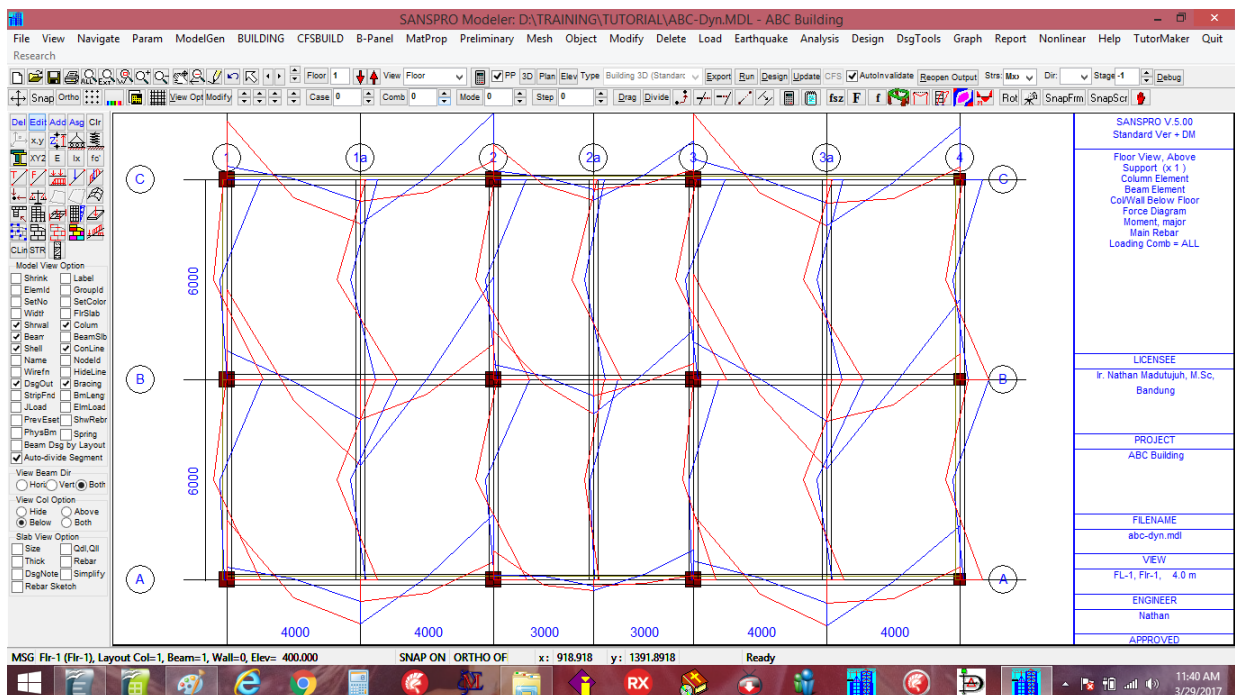 SANSPRO Modeler: D:\TRAINING\TUTORIAL\ABC-Dyn.MDL - ABC Building
File View Navigate Param ModelGen BUILDING CFSBUILD B-Panel MatProp Preliminary Mesh Object Modify Delete Load Earthquake Analysis Design DsgTools Graph Report Nonlinear Help TutorMaker Quit
Research
Floor 1 View Floor PP 3D Plan Elev Type Building 3D (Standarc Export Run Design Update CFS AutoInvalidate Reopen Output Strs: Mxx Dir: Stage -1 Debug
Snap Ortho View Opt Modify Case 0 Comb 0 Mode 0 Step 0 Drag Divide fsz F f Rot SnapFrm SnapScr
Del Edit Add Asg Clr
x,y
XY2 E Ix fc'
CLin STR
Model View Option
Shrink Label
ElemId GroupId
SetNo SetColor
Width FlrSlab
Shrwal Colum
Beam BeamSlb
Shell ConLine
Name NodeId
Wirefn HideLine
DsgOut Bracing
StripFnd BmLeng
JLoad ElmLoad
PrevEset ShwRebr
PhysBm Spring
Beam Dsg by Layout
Auto-divide Segment
View Beam Dir
Hori Vert Both
View Col Option
Hide Above
Below Both
Slab View Option
Size Qdl,Qll
Thick Rebar
DsgNote Simplify
Rebar Sketch
1 1a 2 2a 3 3a 4
C C
6000
B B
6000
A A
4000 4000 3000 3000 4000 4000
SANSPRO V.5.00
Standard Ver + DM
Floor View, Above
Support (x 1 )
Column Element
Beam Element
Col/Wall Below Floor
Force Diagram
Moment, major
Main Rebar
Loading Comb = ALL
LICENSEE
Ir. Nathan Madutujuh, M.Sc,
Bandung
PROJECT
ABC Building
FILENAME
abc-dyn.mdl
VIEW
FL-1, Flr-1, 4.0 m
ENGINEER
Nathan
APPROVED
MSG Flr-1 (Flr-1), Layout Col=1, Beam=1, Wall=0, Elev= 400.000 SNAP ON ORTHO OF x: 918.918 y: 1391.8918 Ready
RX
11:40 AM
3/29/2017